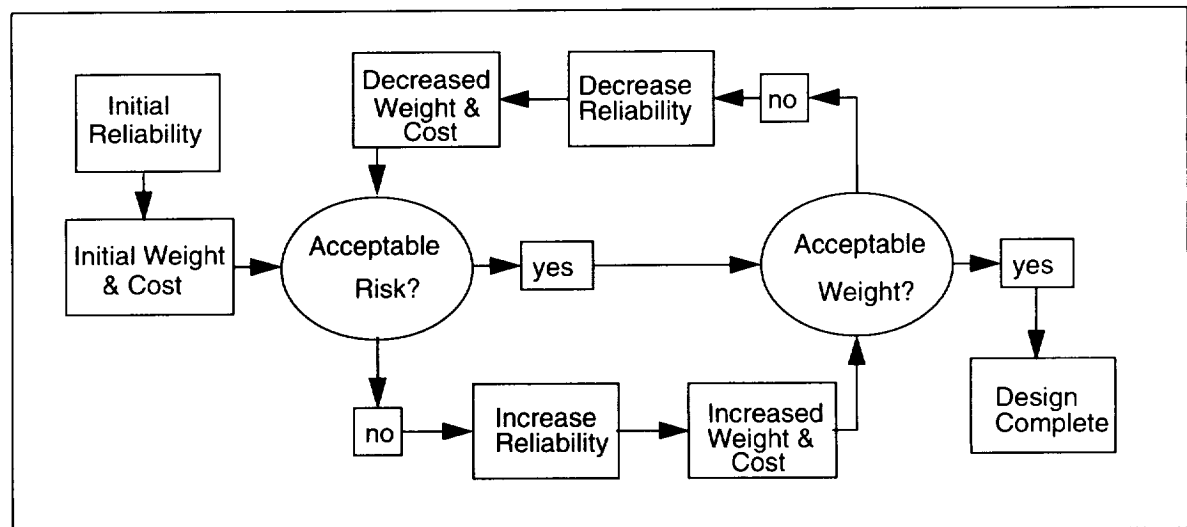 Initial
Reliability
Initial Weight
& Cost
Decreased
Weight &
Cost
Decrease
Reliability
no
Acceptable
Risk?
yes
Acceptable
Weight?
yes
no
Increase
Reliability
Increased
Weight &
Cost
Design
Complete